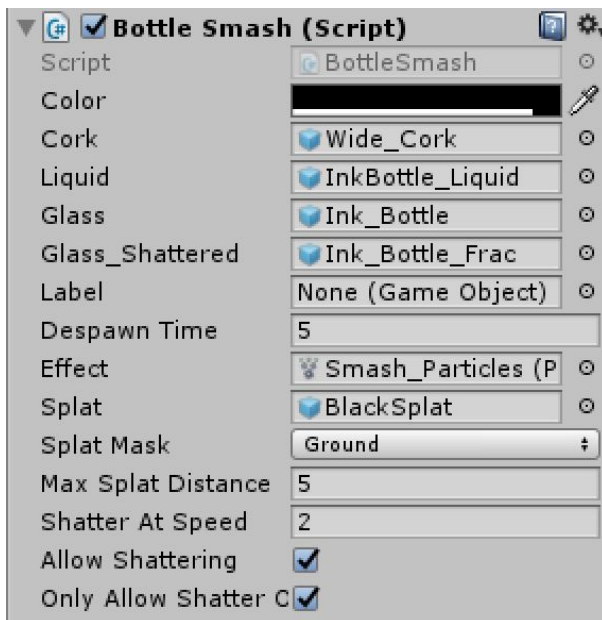 Bottle Smash (Script)
Script BottleSmash
Color
Cork Wide_Cork
Liquid InkBottle_Liquid
Glass Ink_Bottle
Glass_Shattered Ink_Bottle_Frac
Label None (Game Object)
Despawn Time 5
Effect Smash_Particles (P
Splat BlackSplat
Splat Mask Ground
Max Splat Distance 5
Shatter At Speed 2
Allow Shattering
Only Allow Shatter C